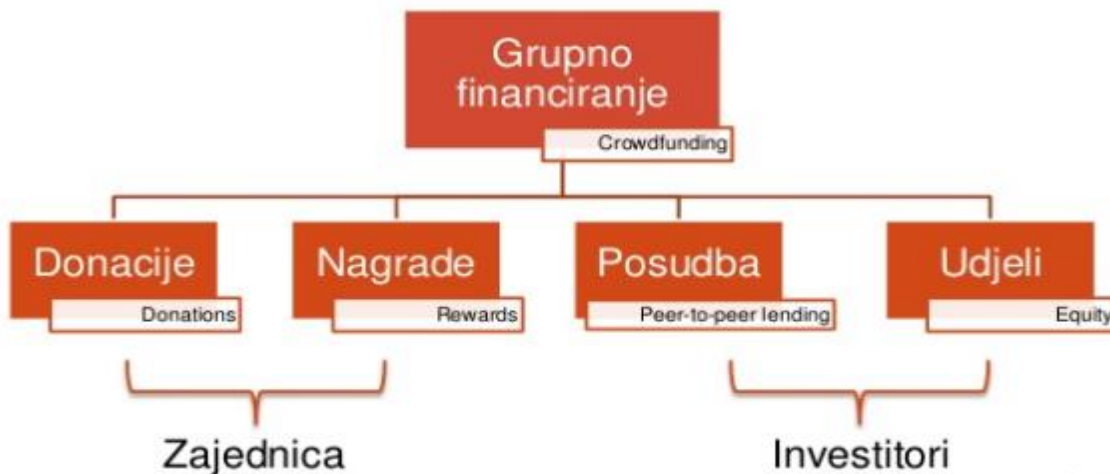 Grupno
financiranje
Crowdfunding
Donacije
Donations
Nagrade
Rewards
Posudba
Peer-to-peer lending
Udjeli
Equity
Zajednica
Investitori